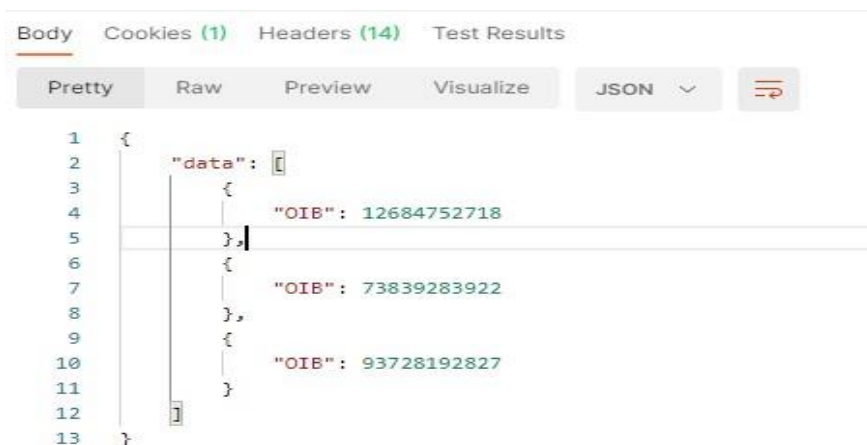 Body Cookies (1) Headers (14) Test Results
Pretty Raw Preview Visualize JSON
1 {
2 "data": [
3 {
4 "OIB": 12684752718
5 },
6 {
7 "OIB": 73839283922
8 },
9 {
10 "OIB": 93728192827
11 }
12 ]
13 }